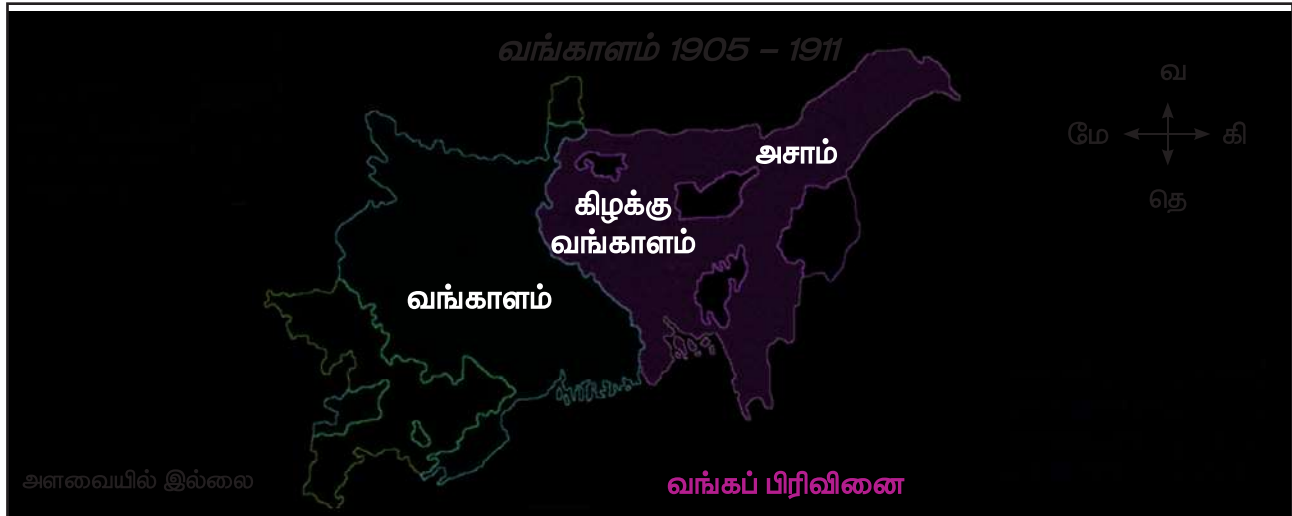 வங்காளம் 1905 – 1911
வ
மே
கி
தெ
அசாம்
கிழக்கு
வங்காளம்
வங்காளம்
அளவையில் இல்லை
வங்கப் பிரிவினை